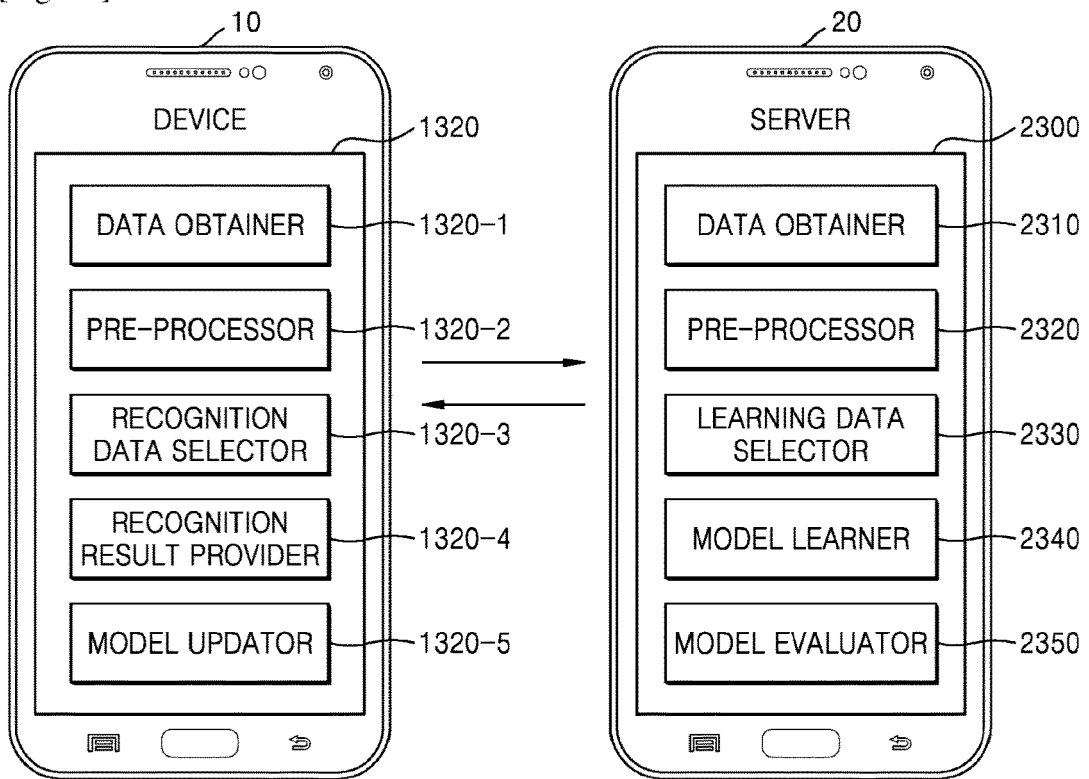 10
DEVICE
1320
DATA OBTAINER
1320-1
PRE-PROCESSOR
1320-2
RECOGNITION
DATA SELECTOR
1320-3
RECOGNITION
RESULT PROVIDER
1320-4
MODEL UPDATOR
1320-5
20
SERVER
2300
DATA OBTAINER
2310
PRE-PROCESSOR
2320
LEARNING DATA
SELECTOR
2330
MODEL LEARNER
2340
MODEL EVALUATOR
2350